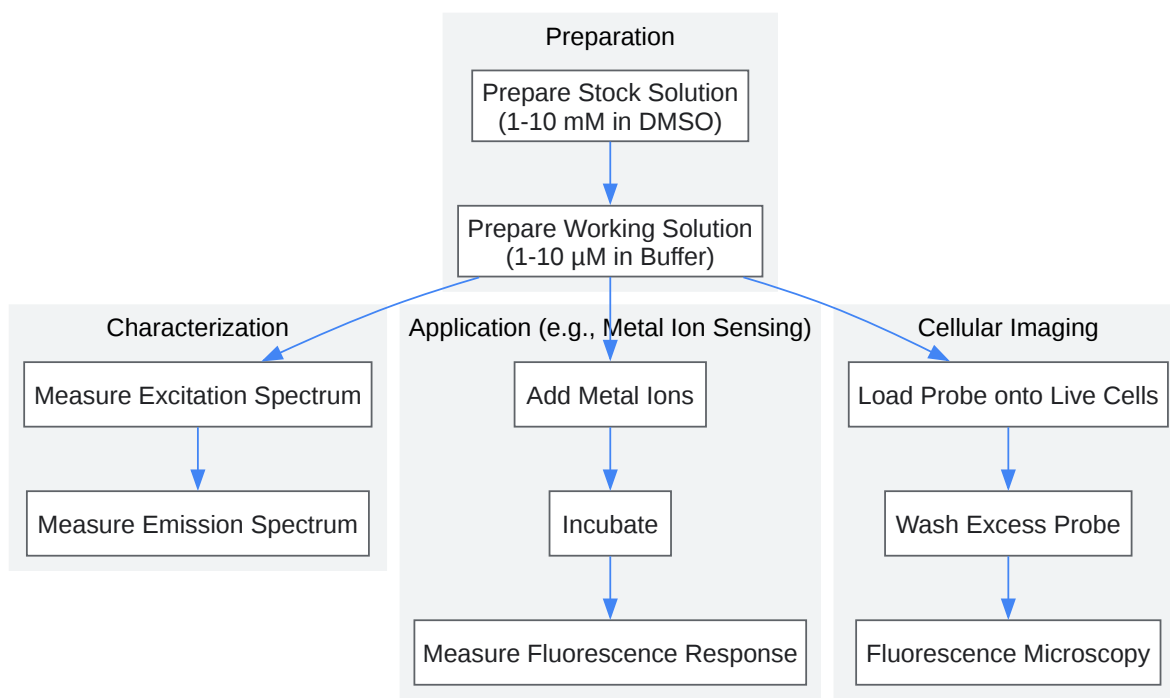 Preparation
Prepare Stock Solution
(1-10 mM in DMSO)
Prepare Working Solution
(1-10 µM in Buffer)
Characterization
Measure Excitation Spectrum
Measure Emission Spectrum
Application (e.g., Metal Ion Sensing)
Add Metal Ions
Incubate
Measure Fluorescence Response
Cellular Imaging
Load Probe onto Live Cells
Wash Excess Probe
Fluorescence Microscopy